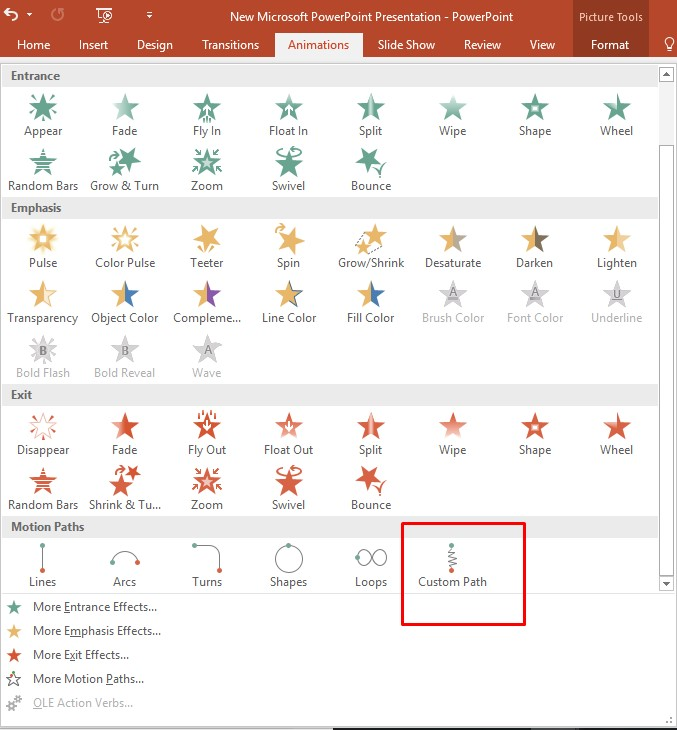 New Microsoft PowerPoint Presentation - PowerPoint
Picture Tools
Home Insert Design Transitions Animations Slide Show Review View Format
Entrance
Appear Fade Fly In Float In Split Wipe Shape Wheel
Random Bars Grow & Turn Zoom Swivel Bounce
Emphasis
Pulse Color Pulse Teeter Spin Grow/Shrink Desaturate Darken Lighten
Transparency Object Color Compleme... Line Color Fill Color Brush Color Font Color Underline
Bold Flash Bold Reveal Wave
Exit
Disappear Fade Fly Out Float Out Split Wipe Shape Wheel
Random Bars Shrink & Tu... Zoom Swivel Bounce
Motion Paths
Lines Arcs Turns Shapes Loops Custom Path
More Entrance Effects...
More Emphasis Effects...
More Exit Effects...
More Motion Paths...
OLE Action Verbs...